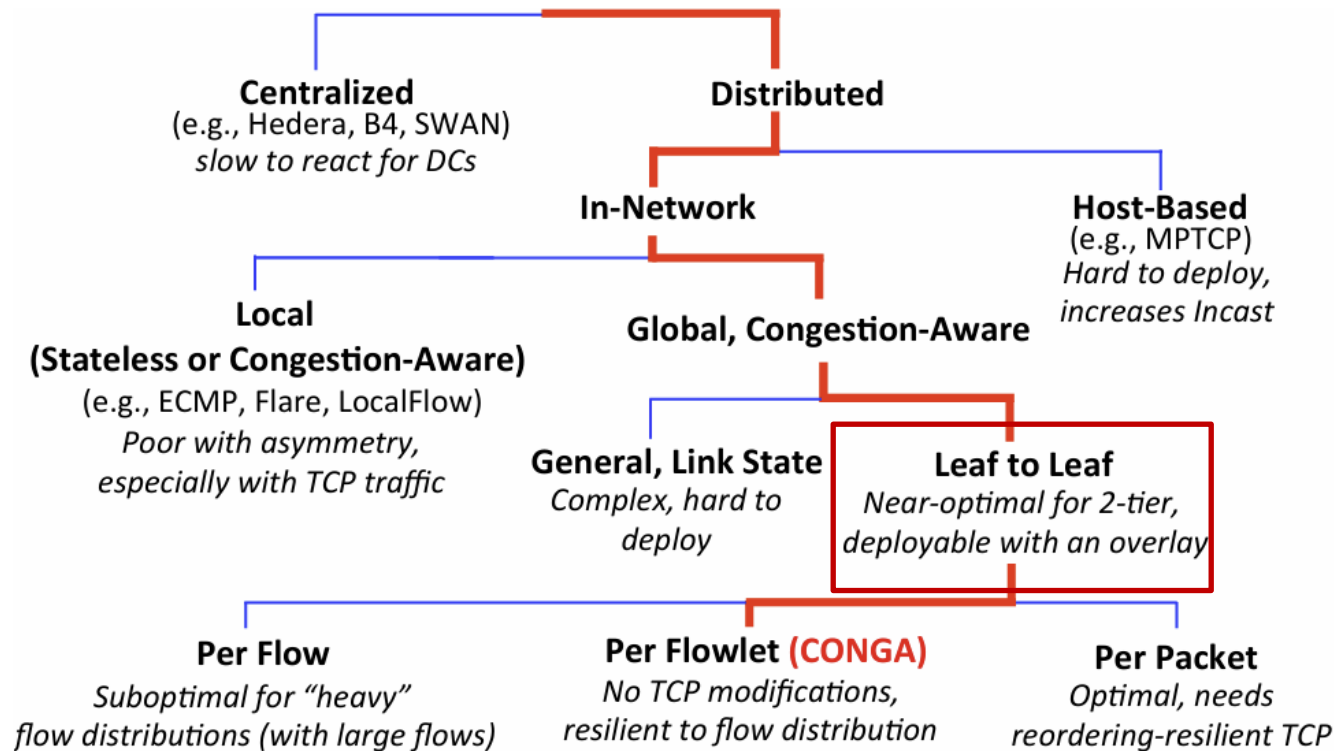 Centralized
(e.g., Hedera, B4, SWAN)
slow to react for DCs
Distributed
In-Network
Host-Based
(e.g., MPTCP)
Hard to deploy,
increases Incast
Local
(Stateless or Congestion-Aware)
(e.g., ECMP, Flare, LocalFlow)
Poor with asymmetry,
especially with TCP traffic
Global, Congestion-Aware
General, Link State
Complex, hard to
deploy
Leaf to Leaf
Near-optimal for 2-tier,
deployable with an overlay
Per Flow
Suboptimal for “heavy”
flow distributions (with large flows)
Per Flowlet (CONGA)
No TCP modifications,
resilient to flow distribution
Per Packet
Optimal, needs
reordering-resilient TCP